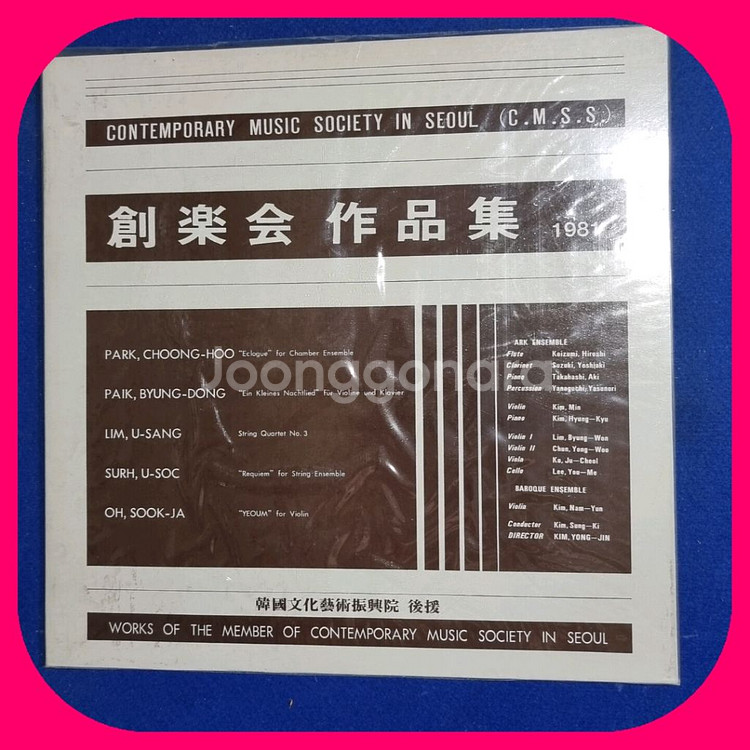 CONTEMPORARY MUSIC SOCIETY IN SEOUL (C.M.S.S.)
創楽会 作品集 1981
PARK, CHOONG-HOO "Eclogue" for Chamber Ensemble
PAIK, BYUNG-DONG "Ein Kleines Nachtlied" für Violine und Klavier
LIM, U-SANG String Quartet No. 3
SURH, U-SOC "Requiem" for String Ensemble
OH, SOOK-JA "YEOUM" for Violin
ARK ENSEMBLE
Flute Koizumi, Hiroshi
Clarinet Suzuki, Yoshiaki
Piano Takahashi, Aki
Percussion Yamaguchi, Yasunori
Violin Kim, Min
Piano Kim, Hyung-Kyu
Violin I Lim, Byung-Won
Violin II Chun, Yong-Woo
Viola Ko, Ju-Cheol
Cello Lee, You-Me
BAROQUE ENSEMBLE
Violin Kim, Nam-Yun
Conductor Kim, Sung-Ki
DIRECTOR KIM, YONG-JIN
韓國文化藝術振興院 後援
WORKS OF THE MEMBER OF CONTEMPORARY MUSIC SOCIETY IN SEOUL
Joonggonara